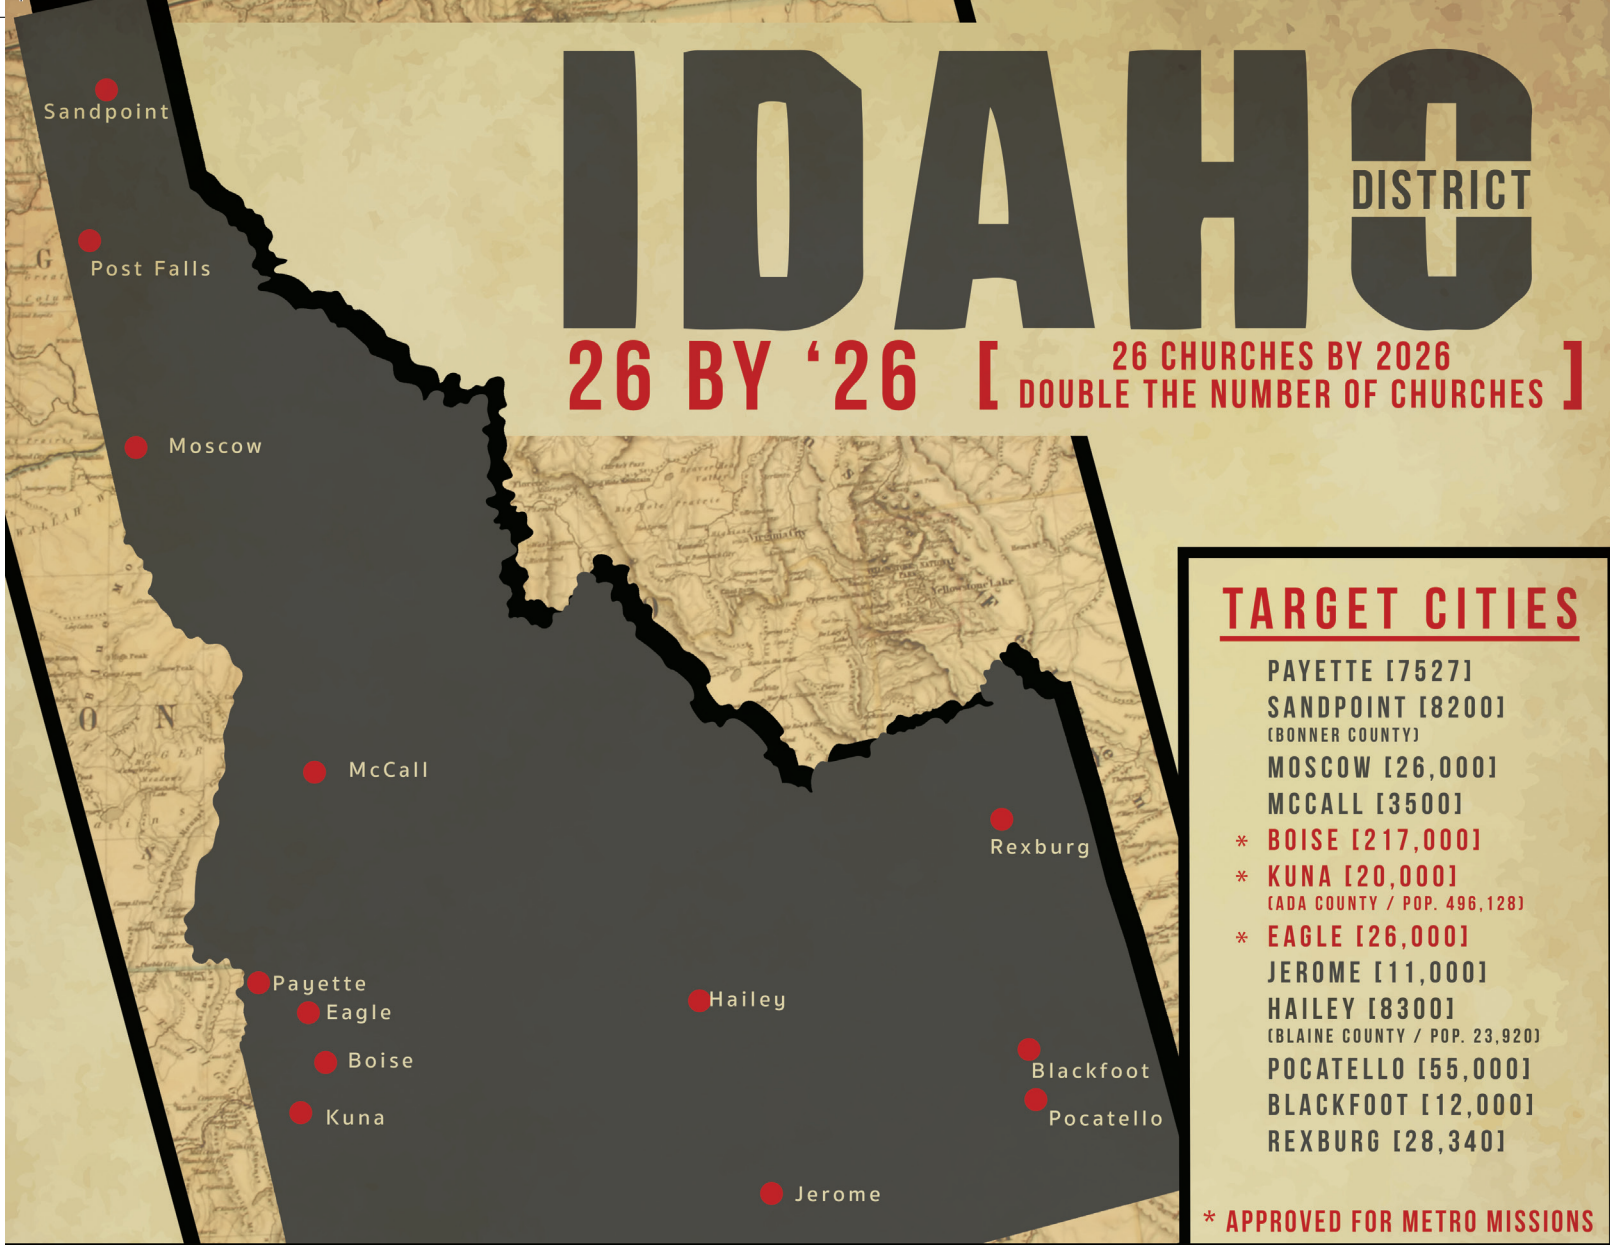 IDAHO
DISTRICT
26 BY ‘26
[ 26 CHURCHES BY 2026
DOUBLE THE NUMBER OF CHURCHES ]
Sandpoint
Post Falls
Moscow
McCall
Rexburg
Payette
Eagle
Boise
Kuna
Hailey
Blackfoot
Pocatello
Jerome
Virginia City
Yellowstone Lake
G
O N
TARGET CITIES
PAYETTE [7527]
SANDPOINT [8200]
(BONNER COUNTY)
MOSCOW [26,000]
MCCALL [3500]
* BOISE [217,000]
* KUNA [20,000]
(ADA COUNTY / POP. 496,128)
* EAGLE [26,000]
JEROME [11,000]
HAILEY [8300]
(BLAINE COUNTY / POP. 23,920)
POCATELLO [55,000]
BLACKFOOT [12,000]
REXBURG [28,340]
* APPROVED FOR METRO MISSIONS